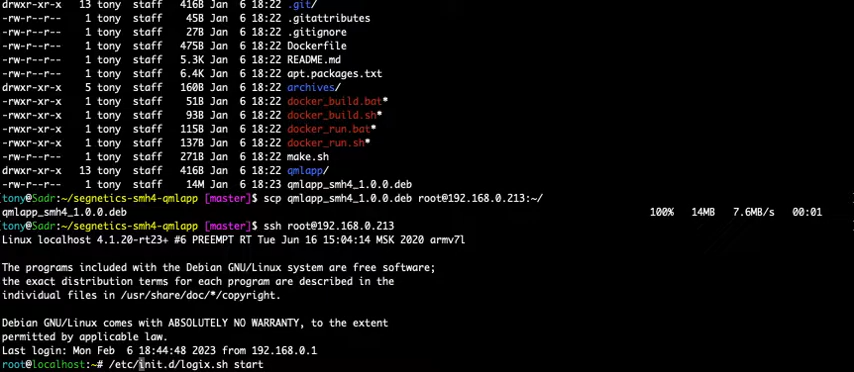 drwxr-xr-x  13 tony  staff   416B Jan  6 18:22 .git/
-rw-r--r--   1 tony  staff    45B Jan  6 18:22 .gitattributes
-rw-r--r--   1 tony  staff    27B Jan  6 18:22 .gitignore
-rw-r--r--   1 tony  staff   475B Jan  6 18:22 Dockerfile
-rw-r--r--   1 tony  staff   5.3K Jan  6 18:22 README.md
-rw-r--r--   1 tony  staff   6.4K Jan  6 18:22 apt.packages.txt
drwxr-xr-x   5 tony  staff   160B Jan  6 18:22 archives/
-rwxr-xr-x   1 tony  staff    51B Jan  6 18:22 docker_build.bat*
-rwxr-xr-x   1 tony  staff    93B Jan  6 18:22 docker_build.sh*
-rwxr-xr-x   1 tony  staff   115B Jan  6 18:22 docker_run.bat*
-rwxr-xr-x   1 tony  staff   137B Jan  6 18:22 docker_run.sh*
-rw-r--r--   1 tony  staff   271B Jan  6 18:22 make.sh
drwxr-xr-x  13 tony  staff   416B Jan  6 18:22 qmlapp/
-rw-r--r--   1 tony  staff    14M Jan  6 18:23 qmlapp_smh4_1.0.0.deb
[tony@Sadr:~/segnetics-smh4-qmlapp [master]$ scp qmlapp_smh4_1.0.0.deb root@192.168.0.213:~/
qmlapp_smh4_1.0.0.deb 100% 14MB 7.6MB/s 00:01
[tony@Sadr:~/segnetics-smh4-qmlapp [master]$ ssh root@192.168.0.213
Linux localhost 4.1.20-rt23+ #6 PREEMPT RT Tue Jun 16 15:04:14 MSK 2020 armv7l
The programs included with the Debian GNU/Linux system are free software;
the exact distribution terms for each program are described in the
individual files in /usr/share/doc/*/copyright.
Debian GNU/Linux comes with ABSOLUTELY NO WARRANTY, to the extent
permitted by applicable law.
Last login: Mon Feb  6 18:44:48 2023 from 192.168.0.1
root@localhost:~# /etc/init.d/logix.sh start